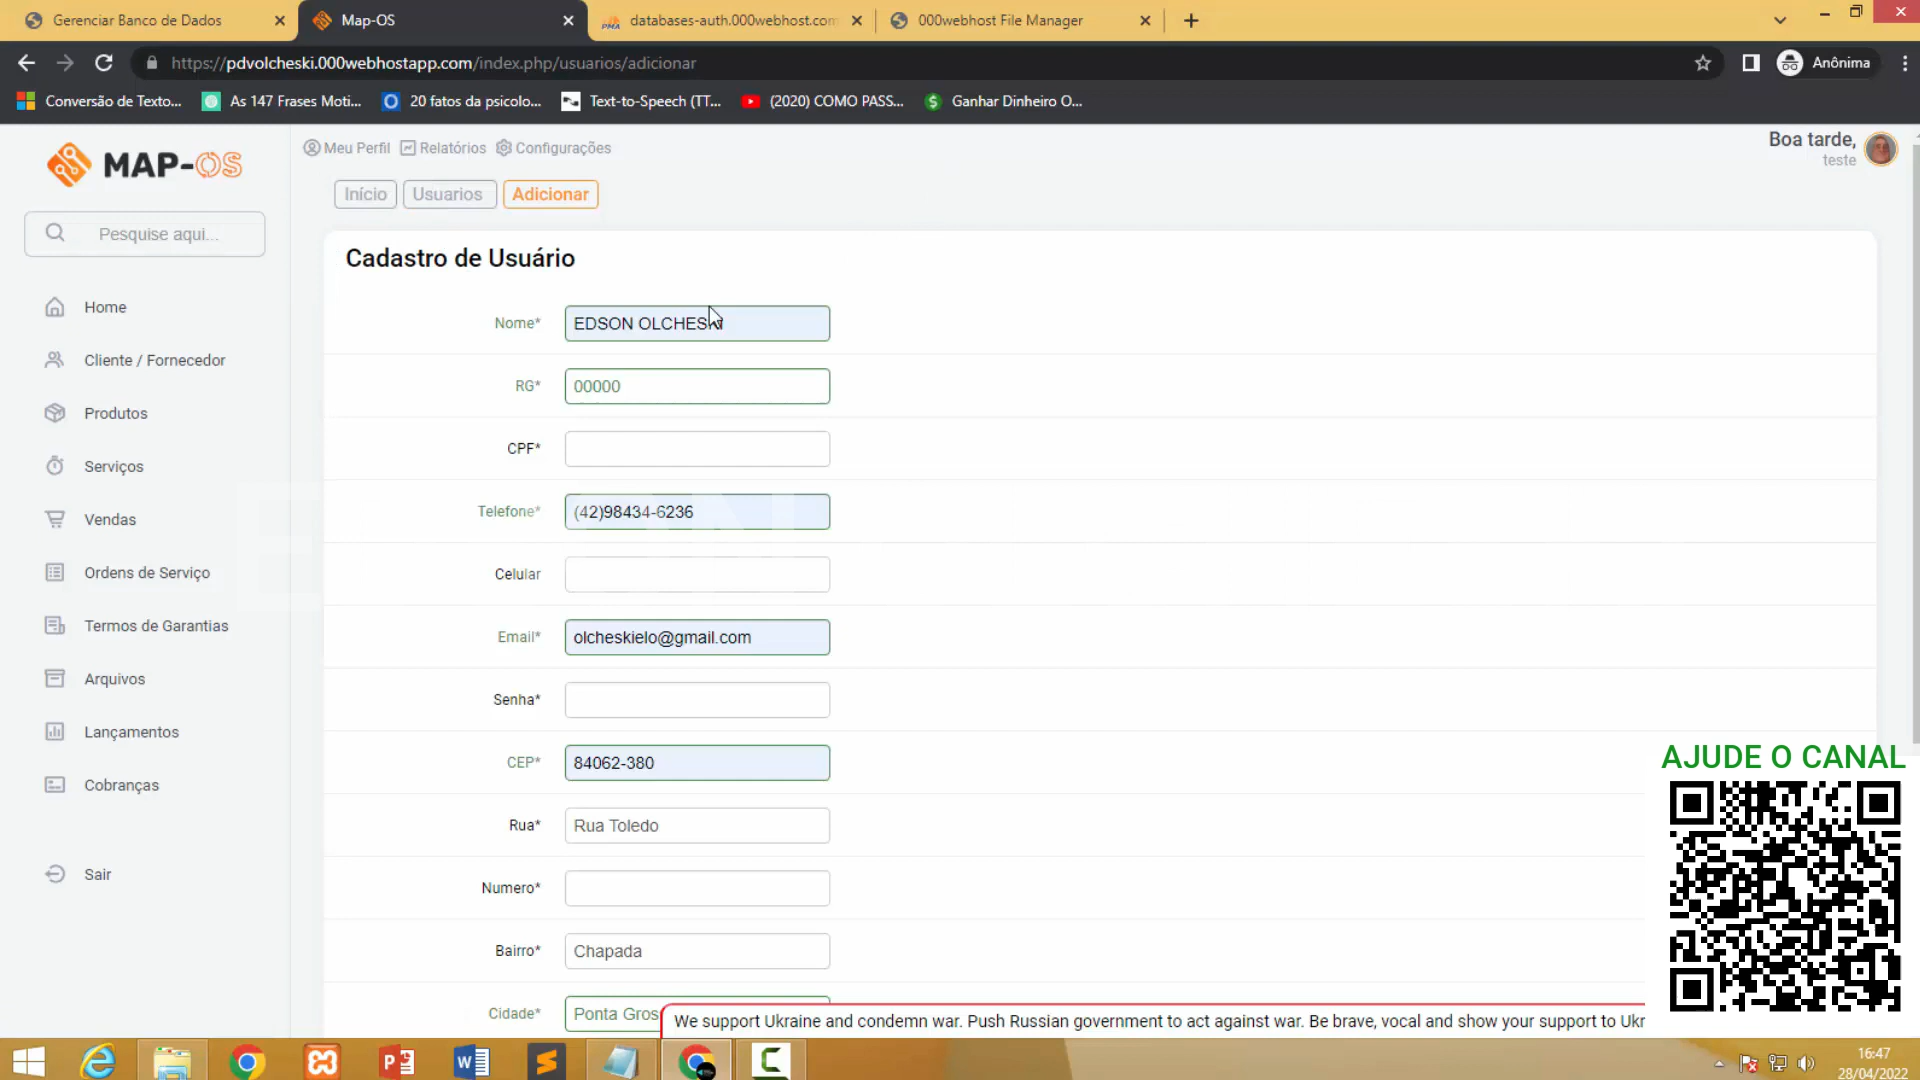 Gerenciar Banco de Dados
Map-OS
databases-auth.000webhost.com
000webhost File Manager
https://pdvolcheski.000webhostapp.com/index.php/usuarios/adicionar
Anônima
Conversão de Texto...
As 147 Frases Moti...
20 fatos da psicolo...
Text-to-Speech (TT...
(2020) COMO PASS...
Ganhar Dinheiro O...
MAP-OS
Meu Perfil
Relatórios
Configurações
Boa tarde,
teste
Início
Usuarios
Adicionar
Pesquise aqui...
Home
Cliente / Fornecedor
Produtos
Serviços
Vendas
Ordens de Serviço
Termos de Garantias
Arquivos
Lançamentos
Cobranças
Sair
Cadastro de Usuário
Nome* EDSON OLCHESKI
RG* 00000
CPF*
Telefone* (42)98434-6236
Celular
Email* olcheskielo@gmail.com
Senha*
CEP* 84062-380
Rua* Rua Toledo
Numero*
Bairro* Chapada
Cidade* Ponta Gros
We support Ukraine and condemn war. Push Russian government to act against war. Be brave, vocal and show your support to Ukr
AJUDE O CANAL
16:47
28/04/2022